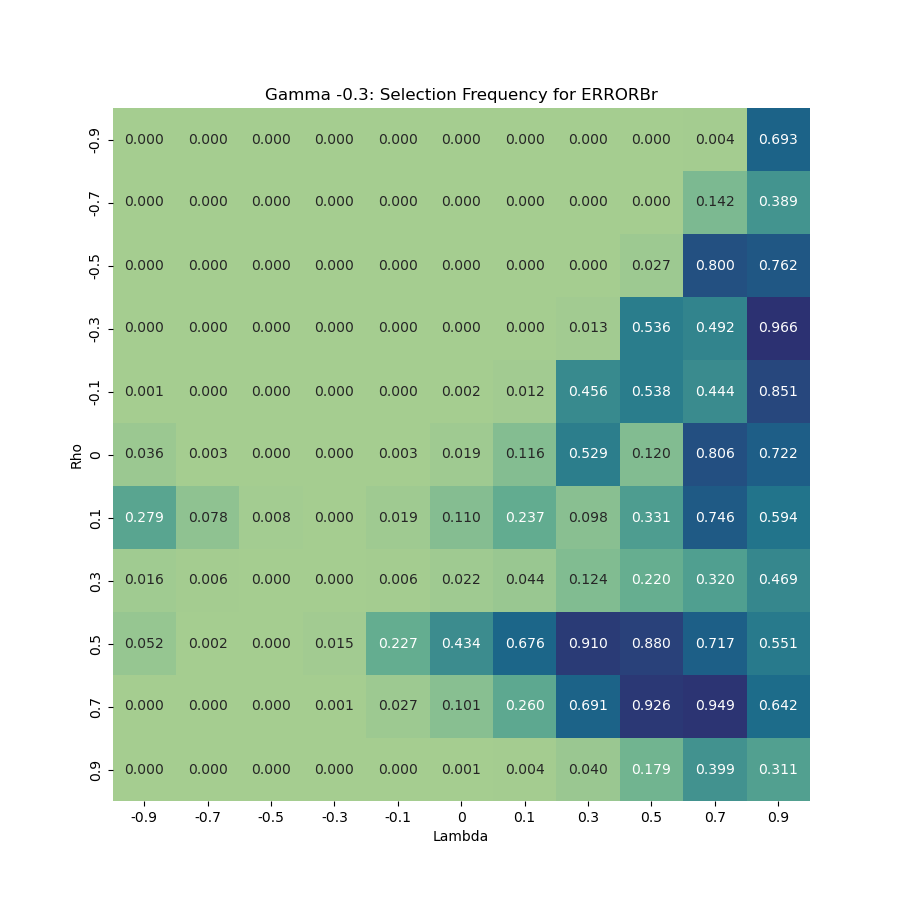 Gamma -0.3: Selection Frequency for ERRORBr
-0.9 0.000 0.000 0.000 0.000 0.000 0.000 0.000 0.000 0.000 0.004 0.693
-0.7 0.000 0.000 0.000 0.000 0.000 0.000 0.000 0.000 0.000 0.142 0.389
-0.5 0.000 0.000 0.000 0.000 0.000 0.000 0.000 0.000 0.027 0.800 0.762
-0.3 0.000 0.000 0.000 0.000 0.000 0.000 0.000 0.013 0.536 0.492 0.966
-0.1 0.001 0.000 0.000 0.000 0.000 0.002 0.012 0.456 0.538 0.444 0.851
Rho
0 0.036 0.003 0.000 0.000 0.003 0.019 0.116 0.529 0.120 0.806 0.722
0.1 0.279 0.078 0.008 0.000 0.019 0.110 0.237 0.098 0.331 0.746 0.594
0.3 0.016 0.006 0.000 0.000 0.006 0.022 0.044 0.124 0.220 0.320 0.469
0.5 0.052 0.002 0.000 0.015 0.227 0.434 0.676 0.910 0.880 0.717 0.551
0.7 0.000 0.000 0.000 0.001 0.027 0.101 0.260 0.691 0.926 0.949 0.642
0.9 0.000 0.000 0.000 0.000 0.000 0.001 0.004 0.040 0.179 0.399 0.311
-0.9 -0.7 -0.5 -0.3 -0.1 0 0.1 0.3 0.5 0.7 0.9
Lambda